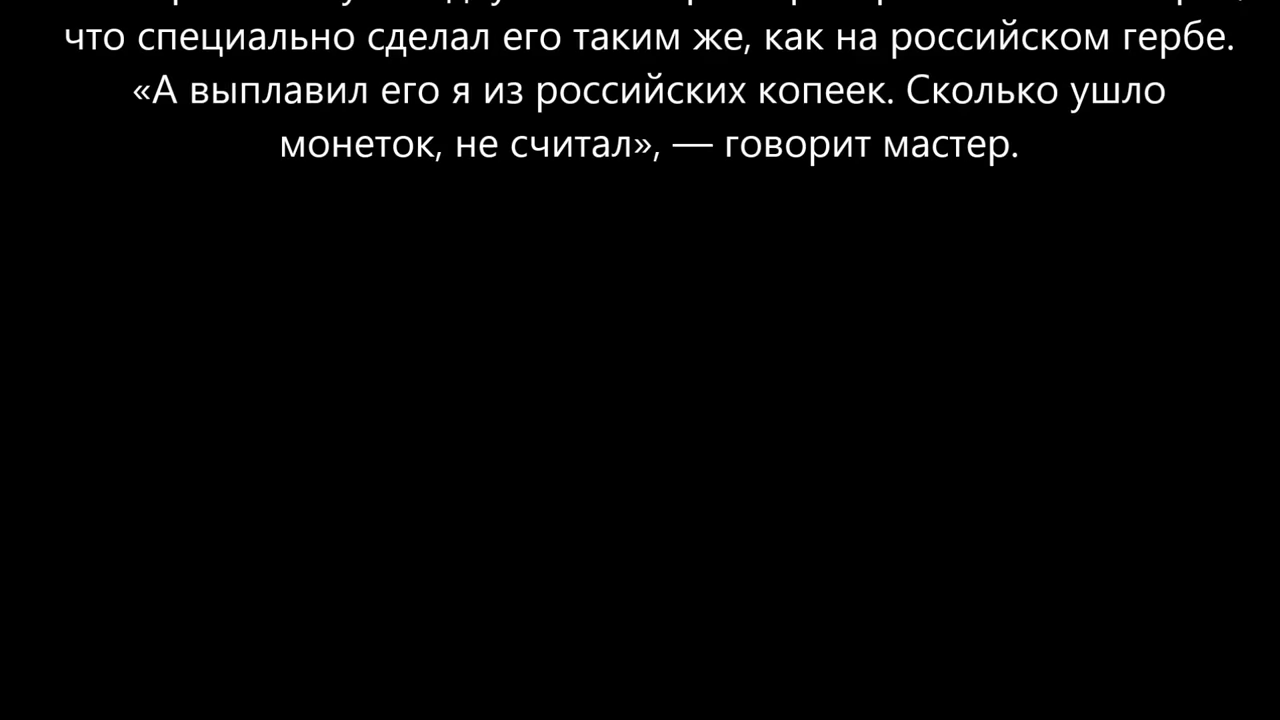 что специально сделал его таким же, как на российском гербе.
«А выплавил его я из российских копеек. Сколько ушло
монеток, не считал», — говорит мастер.